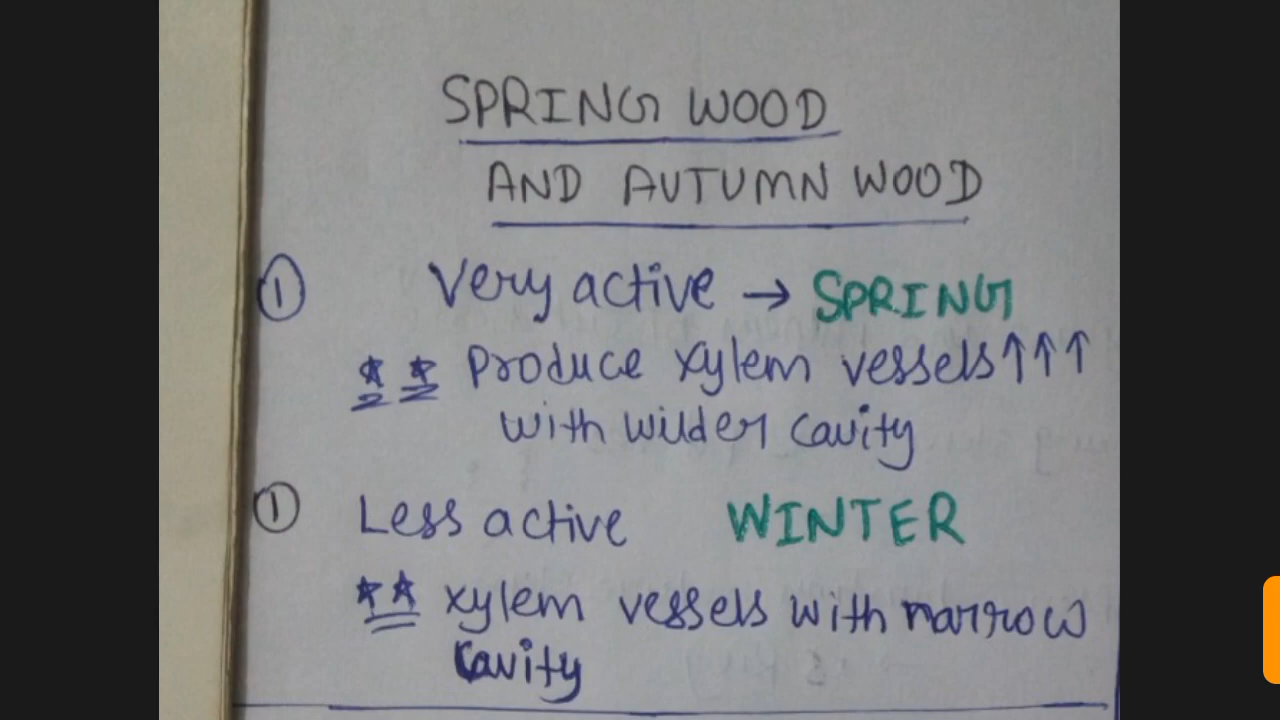 SPRING WOOD
AND AUTUMN WOOD
① Very active → SPRING
** Produce xylem vessels↑↑↑
with wilder cavity
① Less active WINTER
** xylem vessels with narrow
cavity